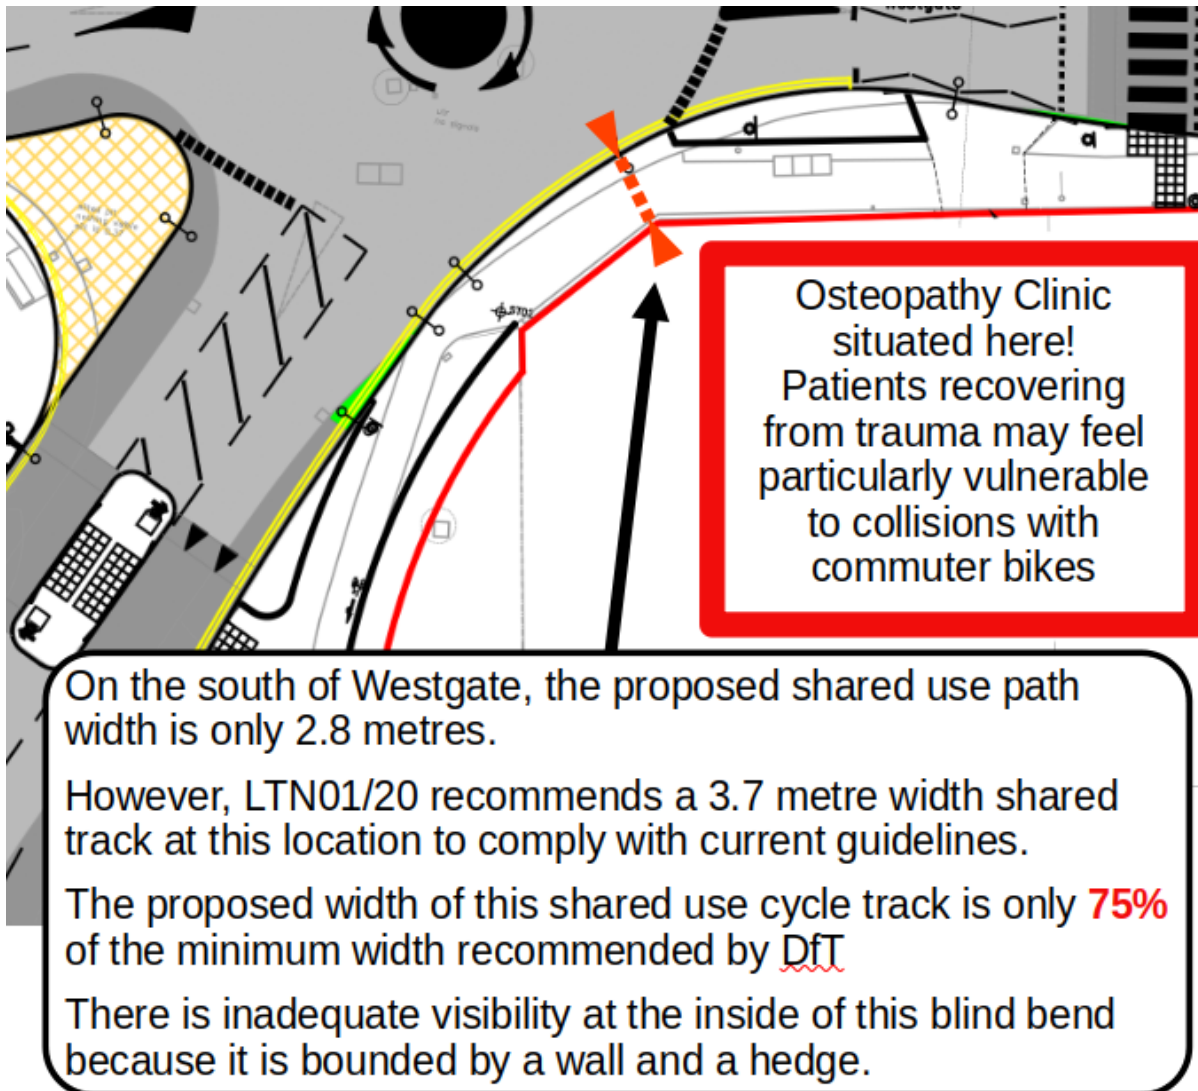 Westgate
Osteopathy Clinic
situated here!
Patients recovering
from trauma may feel
particularly vulnerable
to collisions with
commuter bikes
On the south of Westgate, the proposed shared use path
width is only 2.8 metres.
However, LTN01/20 recommends a 3.7 metre width shared
track at this location to comply with current guidelines.
The proposed width of this shared use cycle track is only 75%
of the minimum width recommended by DfT
There is inadequate visibility at the inside of this blind bend
because it is bounded by a wall and a hedge.